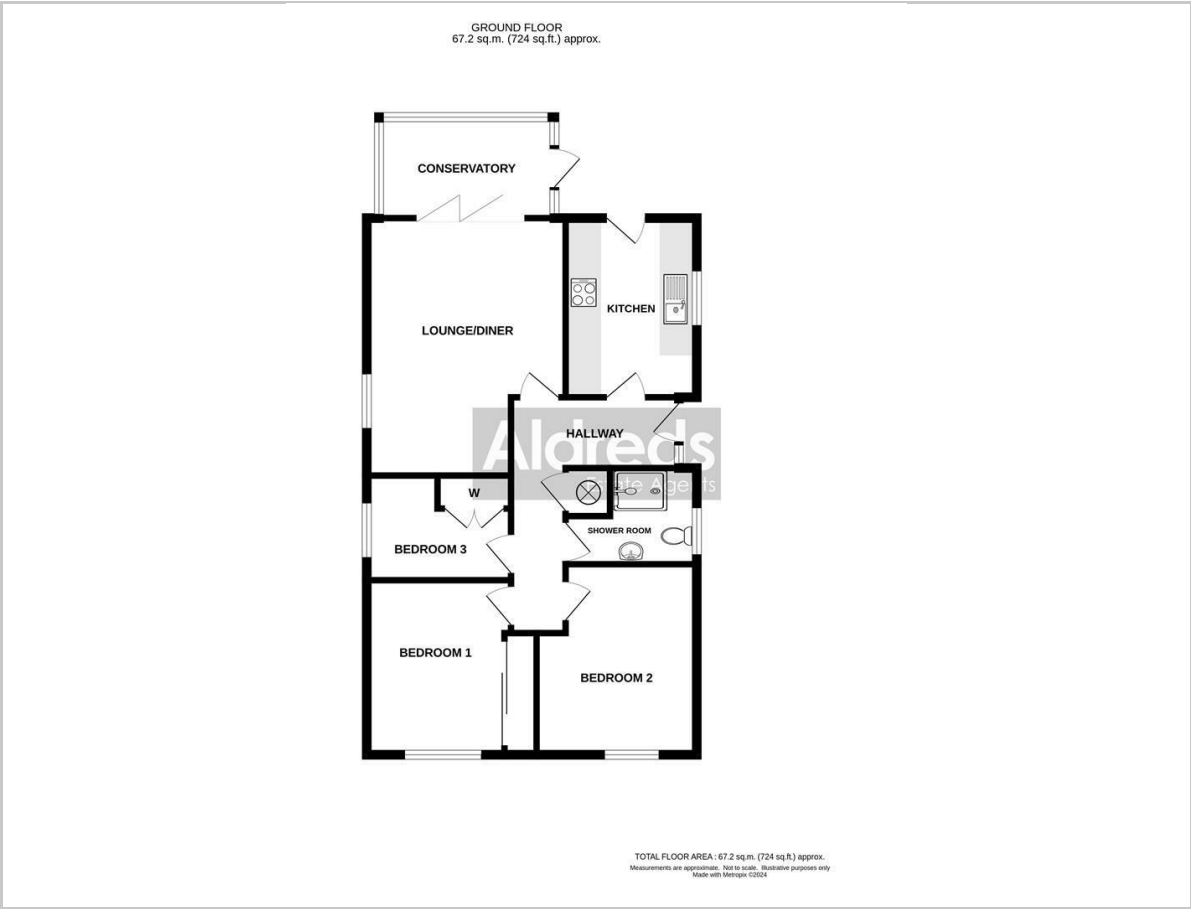 GROUND FLOOR
67.2 sq.m. (724 sq.ft.) approx.
CONSERVATORY
LOUNGE/DINER
KITCHEN
HALLWAY
Aldreds
Estate Agents
W
SHOWER ROOM
BEDROOM 3
BEDROOM 1
BEDROOM 2
TOTAL FLOOR AREA : 67.2 sq.m. (724 sq.ft.) approx.
Measurements are approximate. Not to scale. Illustrative purposes only
Made with Metropix ©2024